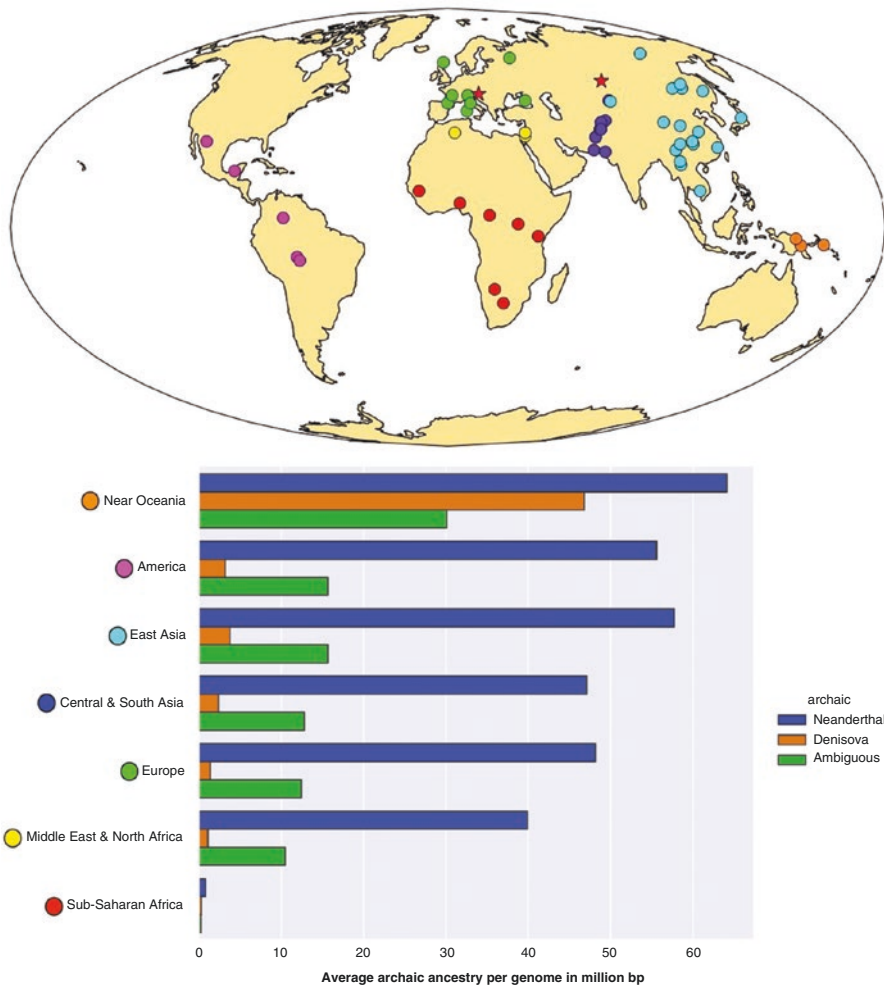 Near Oceania
America
East Asia
Central & South Asia
Europe
Middle East & North Africa
Sub-Saharan Africa
archaic
Neanderthal
Denisova
Ambiguous
0 10 20 30 40 50 60
Average archaic ancestry per genome in million bp